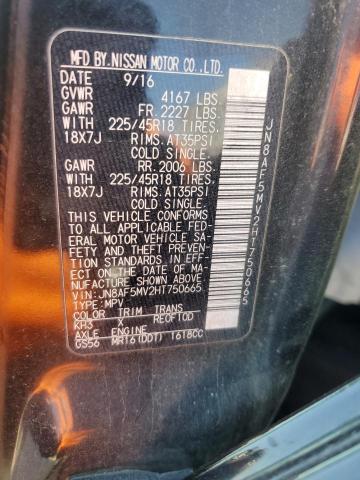 MFD BY, NISSAN MOTOR CO., LTD.
DATE 9/16
GVWR 4167 LBS.
GAWR FR. 2227 LBS.
WITH 225/45R18 TIRES.
18X7J RIMS. AT35PSI
COLD SINGLE.
GAWR RR. 2006 LBS.
WITH 225/45R18 TIRES.
18X7J RIMS. AT35PSI
COLD SINGLE.
THIS VEHICLE CONFORMS
TO ALL APPLICABLE FED-
ERAL MOTOR VEHICLE SA-
FETY AND THEFT PREVEN-
TION STANDARDS IN EFF-
ECT ON THE DATE OF MA-
NUFACTURE SHOWN ABOVE
VIN: JN8AF5MV2HT750665.
MPV
COLOR TRIM TRANS
KH3 X RE0F10D
AXLE ENGINE
GS56 MR16(DDT) 1618CC
JN8AF5MV2HT750665